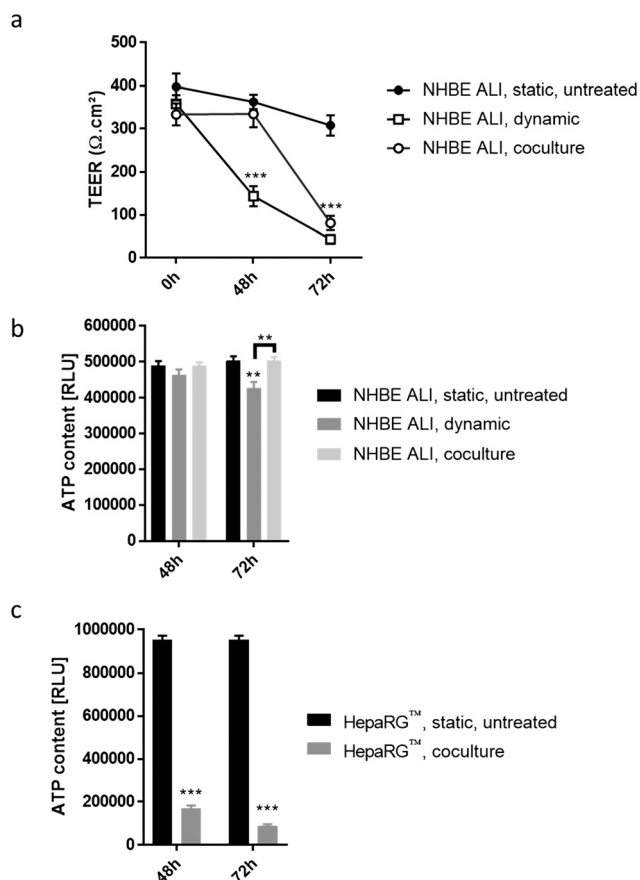 a
500
400
300
200
100
0
TEER (Ω.cm²)
***
***
0h
48h
72h
NHBE ALI, static, untreated
NHBE ALI, dynamic
NHBE ALI, coculture
b
600000
500000
400000
300000
200000
100000
0
ATP content [RLU]
**
**
48h
72h
NHBE ALI, static, untreated
NHBE ALI, dynamic
NHBE ALI, coculture
c
1000000
800000
600000
400000
200000
0
ATP content [RLU]
***
***
48h
72h
HepaRG™, static, untreated
HepaRG™, coculture